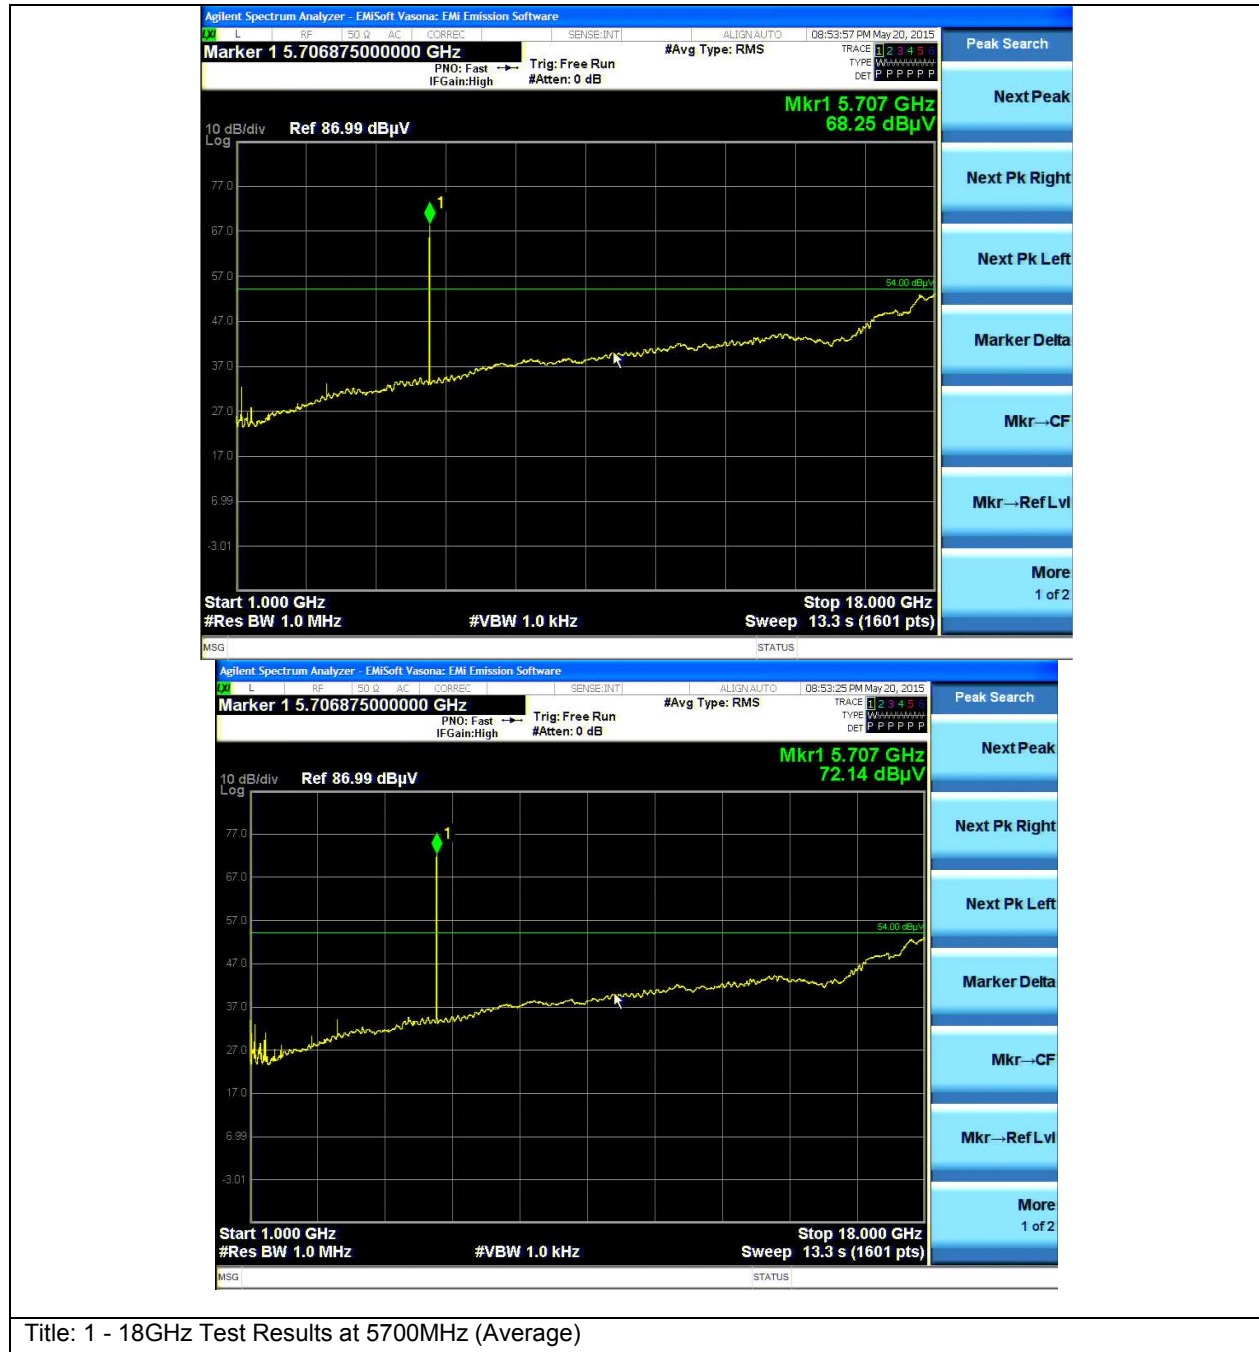 Agilent Spectrum Analyzer - EMiSoft Vasona: EMi Emission Software
LXI L RF 50 Ω AC CORREC SENSE:INT ALIGN AUTO 08:53:57 PM May 20, 2015
Marker 1 5.706875000000 GHz #Avg Type: RMS TRACE 1 2 3 4 5 6
PNO: Fast Trig: Free Run TYPE WWWWWW
IFGain:High #Atten: 0 dB DET P P P P P P
Peak Search
Mkr1 5.707 GHz
68.25 dBµV
10 dB/div Ref 86.99 dBµV
Log
77.0
67.0
57.0
47.0
37.0
27.0
17.0
6.99
-3.01
1
54.00 dBµV
Start 1.000 GHz Stop 18.000 GHz
#Res BW 1.0 MHz #VBW 1.0 kHz Sweep 13.3 s (1601 pts)
MSG STATUS
Next Peak
Next Pk Right
Next Pk Left
Marker Delta
Mkr→CF
Mkr→Ref Lvl
More
1 of 2
Agilent Spectrum Analyzer - EMiSoft Vasona: EMi Emission Software
LXI L RF 50 Ω AC CORREC SENSE:INT ALIGN AUTO 08:53:25 PM May 20, 2015
Marker 1 5.706875000000 GHz #Avg Type: RMS TRACE 1 2 3 4 5 6
PNO: Fast Trig: Free Run TYPE WWWWWW
IFGain:High #Atten: 0 dB DET P P P P P P
Peak Search
Mkr1 5.707 GHz
72.14 dBµV
10 dB/div Ref 86.99 dBµV
Log
77.0
67.0
57.0
47.0
37.0
27.0
17.0
6.99
-3.01
1
54.00 dBµV
Start 1.000 GHz Stop 18.000 GHz
#Res BW 1.0 MHz #VBW 1.0 kHz Sweep 13.3 s (1601 pts)
MSG STATUS
Next Peak
Next Pk Right
Next Pk Left
Marker Delta
Mkr→CF
Mkr→Ref Lvl
More
1 of 2
Title: 1 - 18GHz Test Results at 5700MHz (Average)